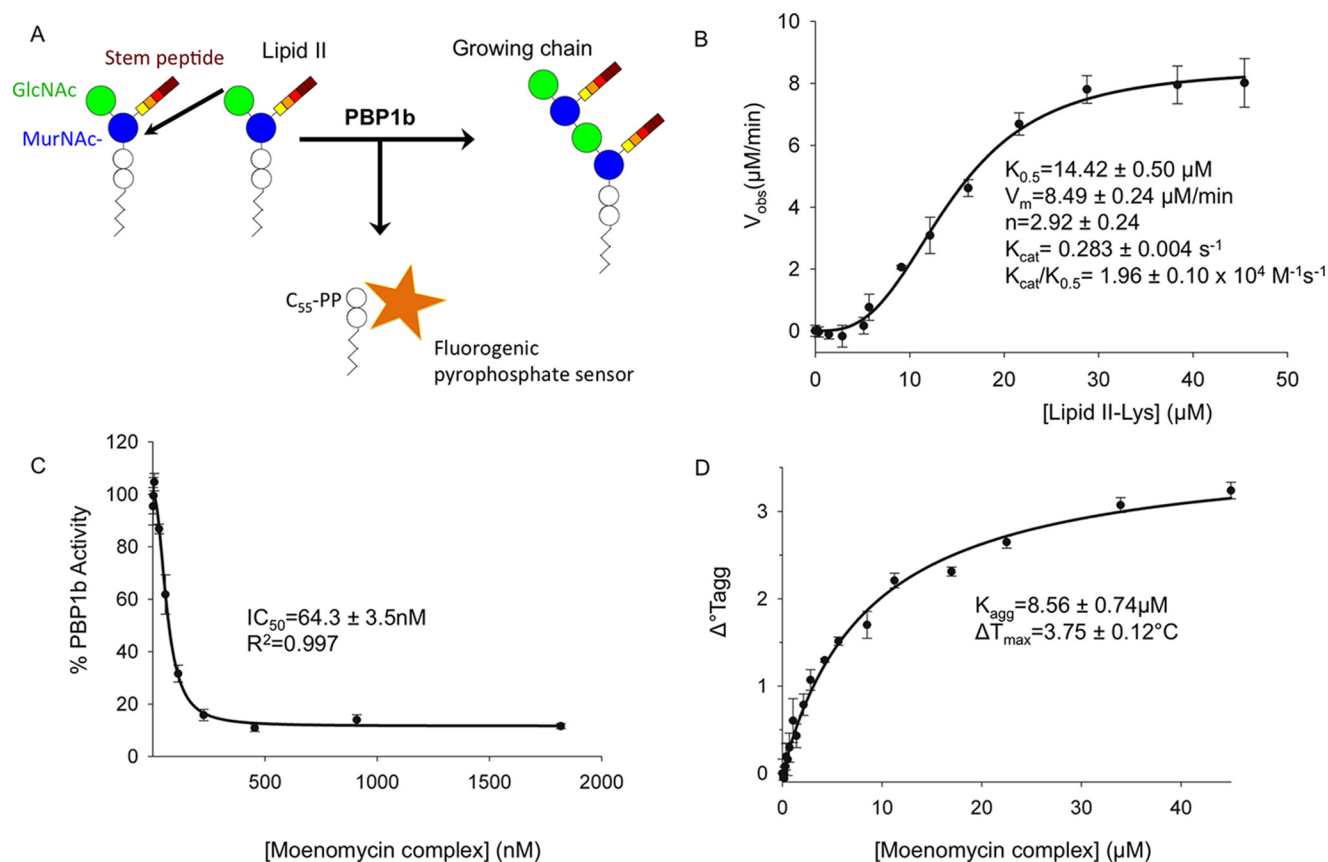 A
Stem peptide
Lipid II
Growing chain
GlcNAc
MurNAc-
PBP1b
C55-PP
Fluorogenic
pyrophosphate sensor
B
10
8
6
4
2
0
Vobs(µM/min)
K0.5=14.42 ± 0.50 µM
Vm=8.49 ± 0.24 µM/min
n=2.92 ± 0.24
Kcat= 0.283 ± 0.004 s-1
Kcat/K0.5= 1.96 ± 0.10 x 104 M-1s-1
0 10 20 30 40 50
[Lipid II-Lys] (µM)
C
120
100
80
60
40
20
0
% PBP1b Activity
IC50=64.3 ± 3.5nM
R2=0.997
500 1000 1500 2000
[Moenomycin complex] (nM)
D
3
2
1
0
Δ°Tagg
Kagg=8.56 ± 0.74µM
ΔTmax=3.75 ± 0.12°C
0 10 20 30 40
[Moenomycin complex] (µM)